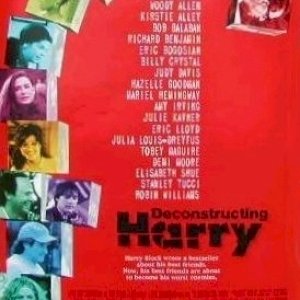 WOODY ALLEN
KIRSTIE ALLEY
BOB BALABAN
RICHARD BENJAMIN
ERIC BOGOSIAN
BILLY CRYSTAL
JUDY DAVIS
HAZELLE GOODMAN
MARIEL HEMINGWAY
AMY IRVING
JULIE KAVNER
ERIC LLOYD
JULIA LOUIS-DREYFUS
TOBEY MAGUIRE
DEMI MOORE
ELISABETH SHUE
STANLEY TUCCI
ROBIN WILLIAMS
Deconstructing
Harry
Harry Block wrote a bestseller
about his best friends.
Now, his best friends are about
to become his worst enemies.